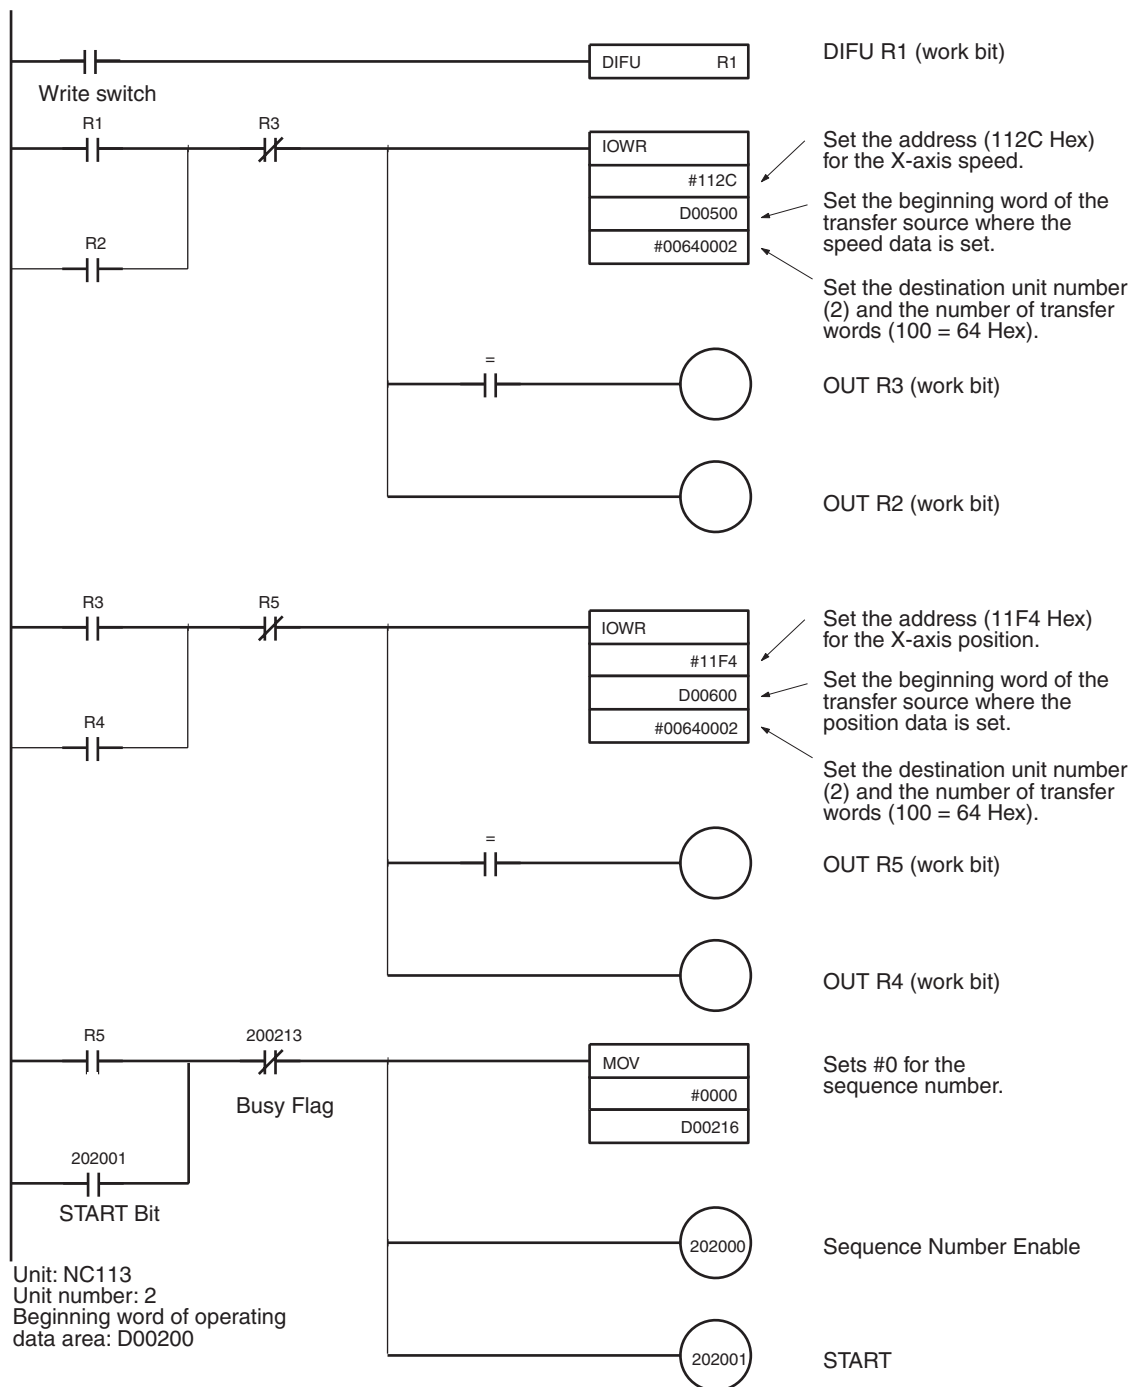 DIFU R1
DIFU R1 (work bit)
Write switch
R1
R3
R2
IOWR
#112C
D00500
#00640002
Set the address (112C Hex)
for the X-axis speed.
Set the beginning word of the
transfer source where the
speed data is set.
Set the destination unit number
(2) and the number of transfer
words (100 = 64 Hex).
=
OUT R3 (work bit)
OUT R2 (work bit)
R3
R5
R4
IOWR
#11F4
D00600
#00640002
Set the address (11F4 Hex)
for the X-axis position.
Set the beginning word of the
transfer source where the
position data is set.
Set the destination unit number
(2) and the number of transfer
words (100 = 64 Hex).
=
OUT R5 (work bit)
OUT R4 (work bit)
R5
200213
Busy Flag
202001
START Bit
MOV
#0000
D00216
Sets #0 for the
sequence number.
202000
Sequence Number Enable
Unit: NC113
Unit number: 2
Beginning word of operating
data area: D00200
202001
START